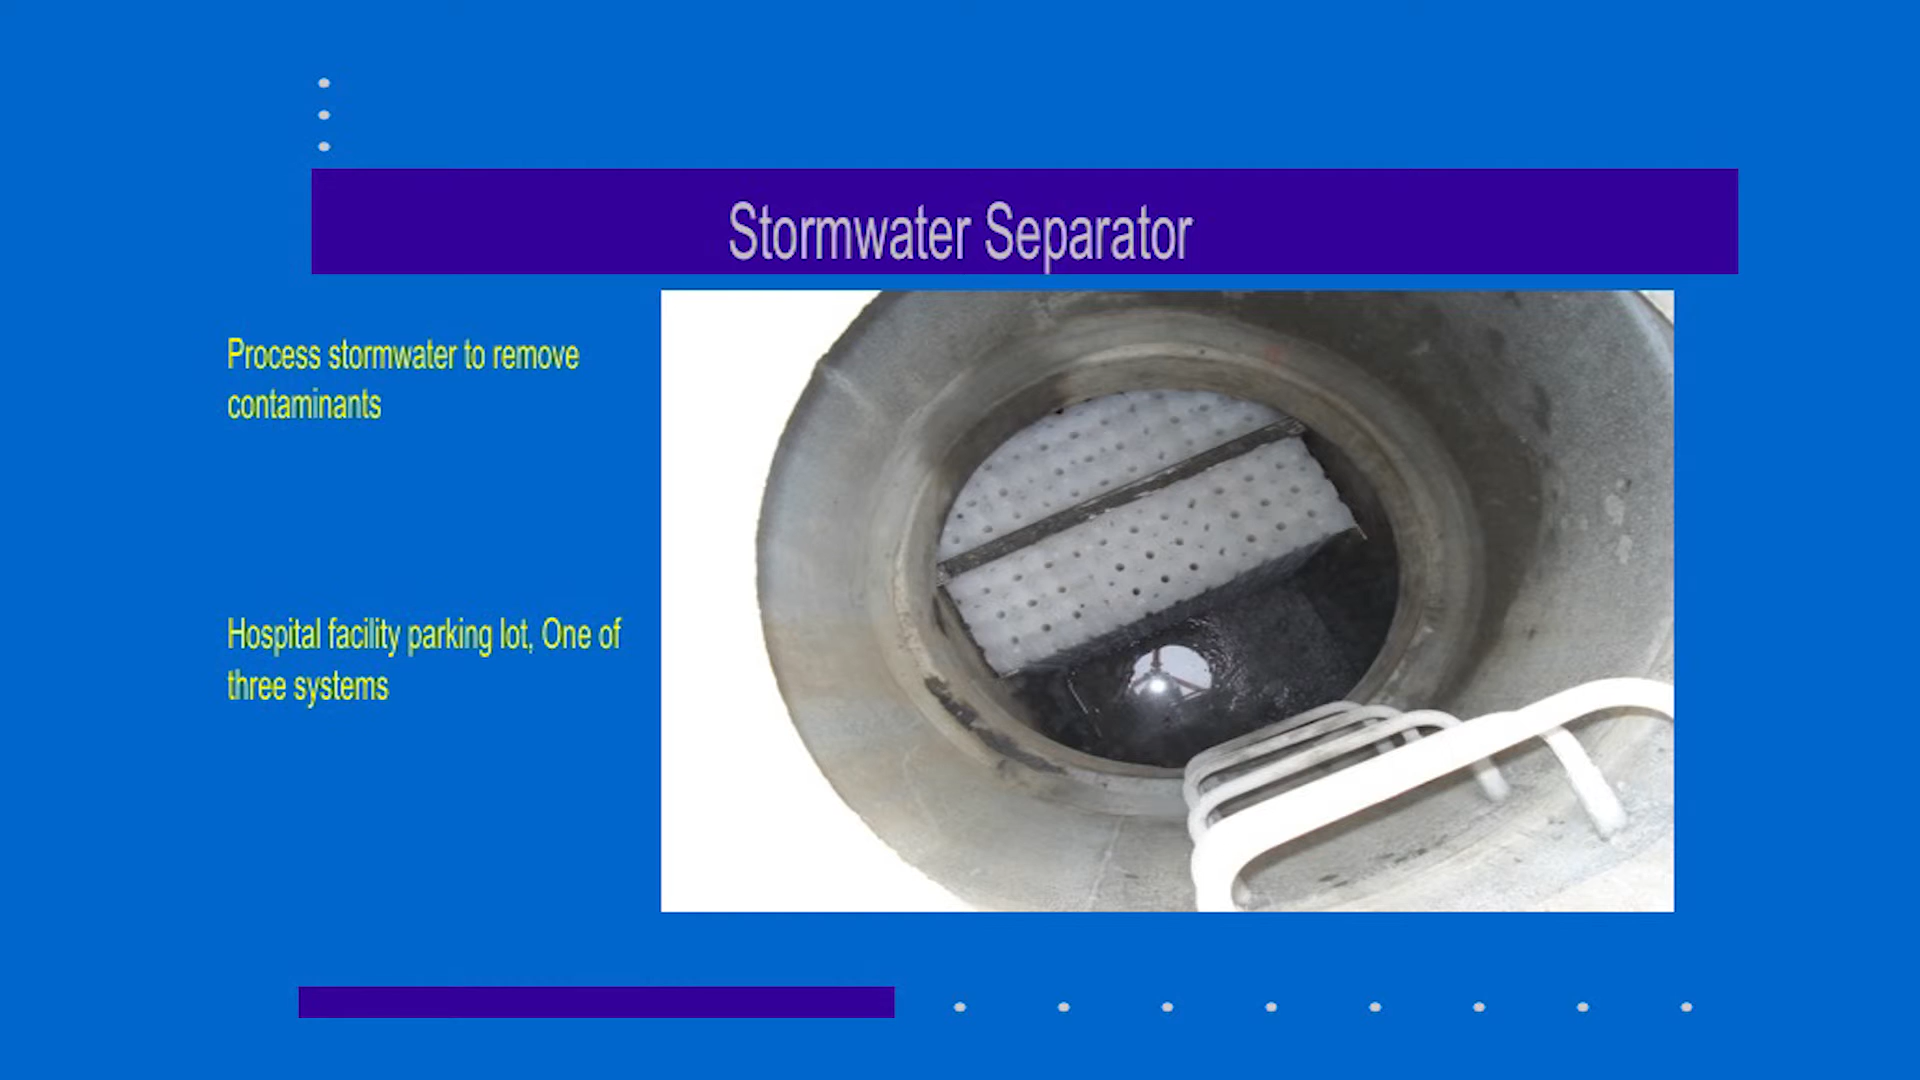 Stormwater Separator
Process stormwater to remove
contaminants
Hospital facility parking lot, One of
three systems